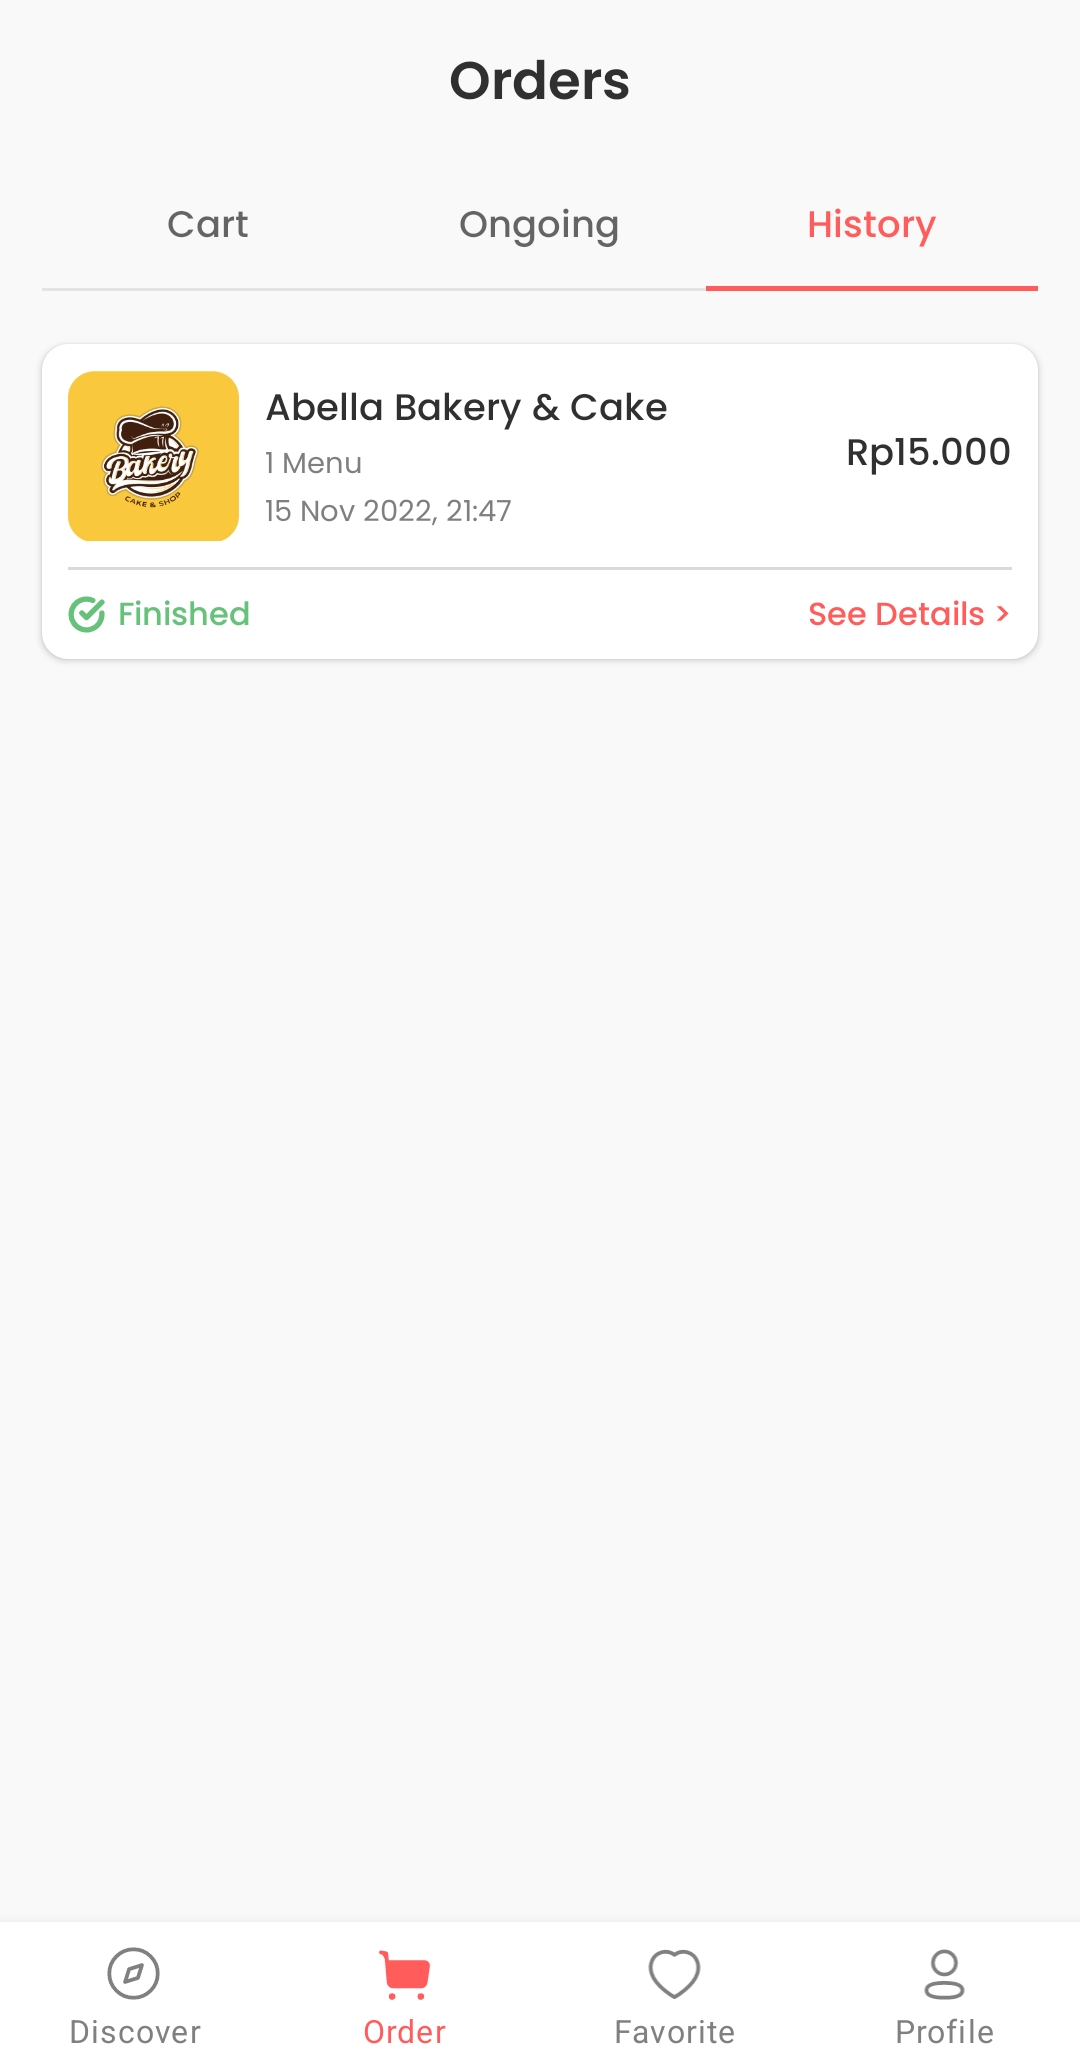 Orders
Cart
Ongoing
History
Bakery
CAKE & SHOP
Abella Bakery & Cake
1 Menu
15 Nov 2022, 21:47
Rp15.000
Finished
See Details >
Discover
Order
Favorite
Profile